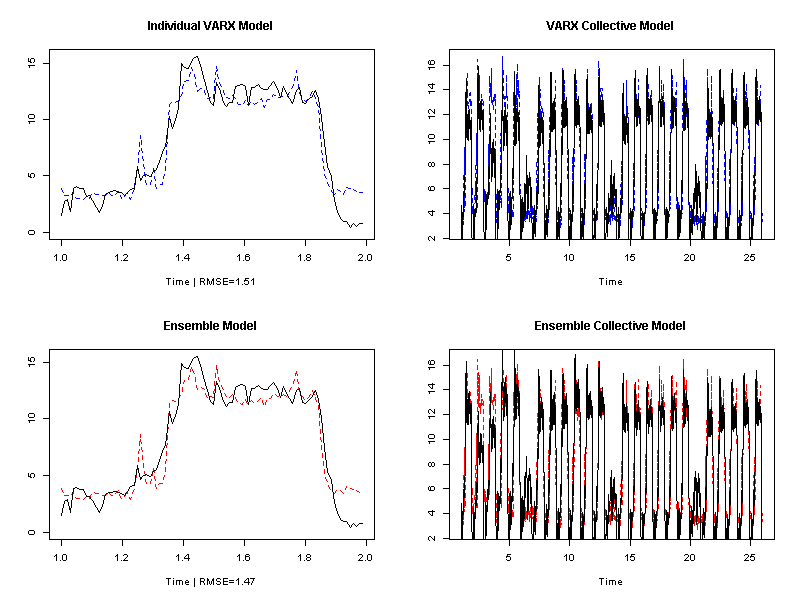 Individual VARX Model
VARX Collective Model
15
10
5
0
1.0 1.2 1.4 1.6 1.8 2.0
Time | RMSE=1.51
16
14
12
10
8
6
4
2
5 10 15 20 25
Time
Ensemble Model
Ensemble Collective Model
15
10
5
0
1.0 1.2 1.4 1.6 1.8 2.0
Time | RMSE=1.47
16
14
12
10
8
6
4
2
5 10 15 20 25
Time